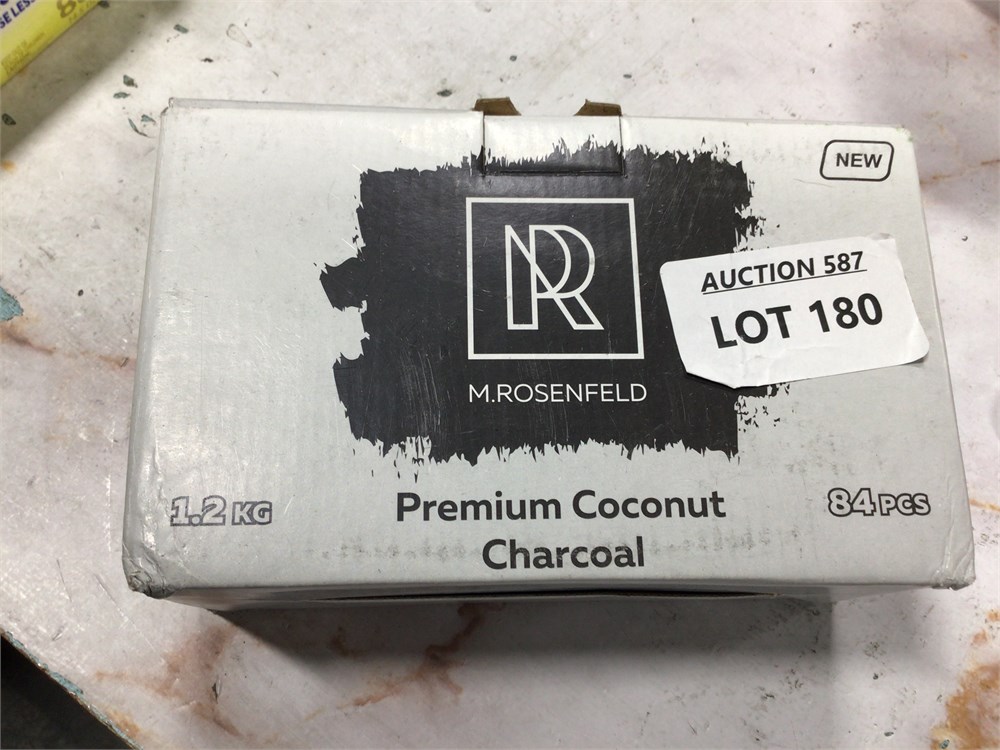 NEW
AUCTION 587
LOT 180
M.ROSENFELD
1.2 KG
Premium Coconut
Charcoal
84 PCS